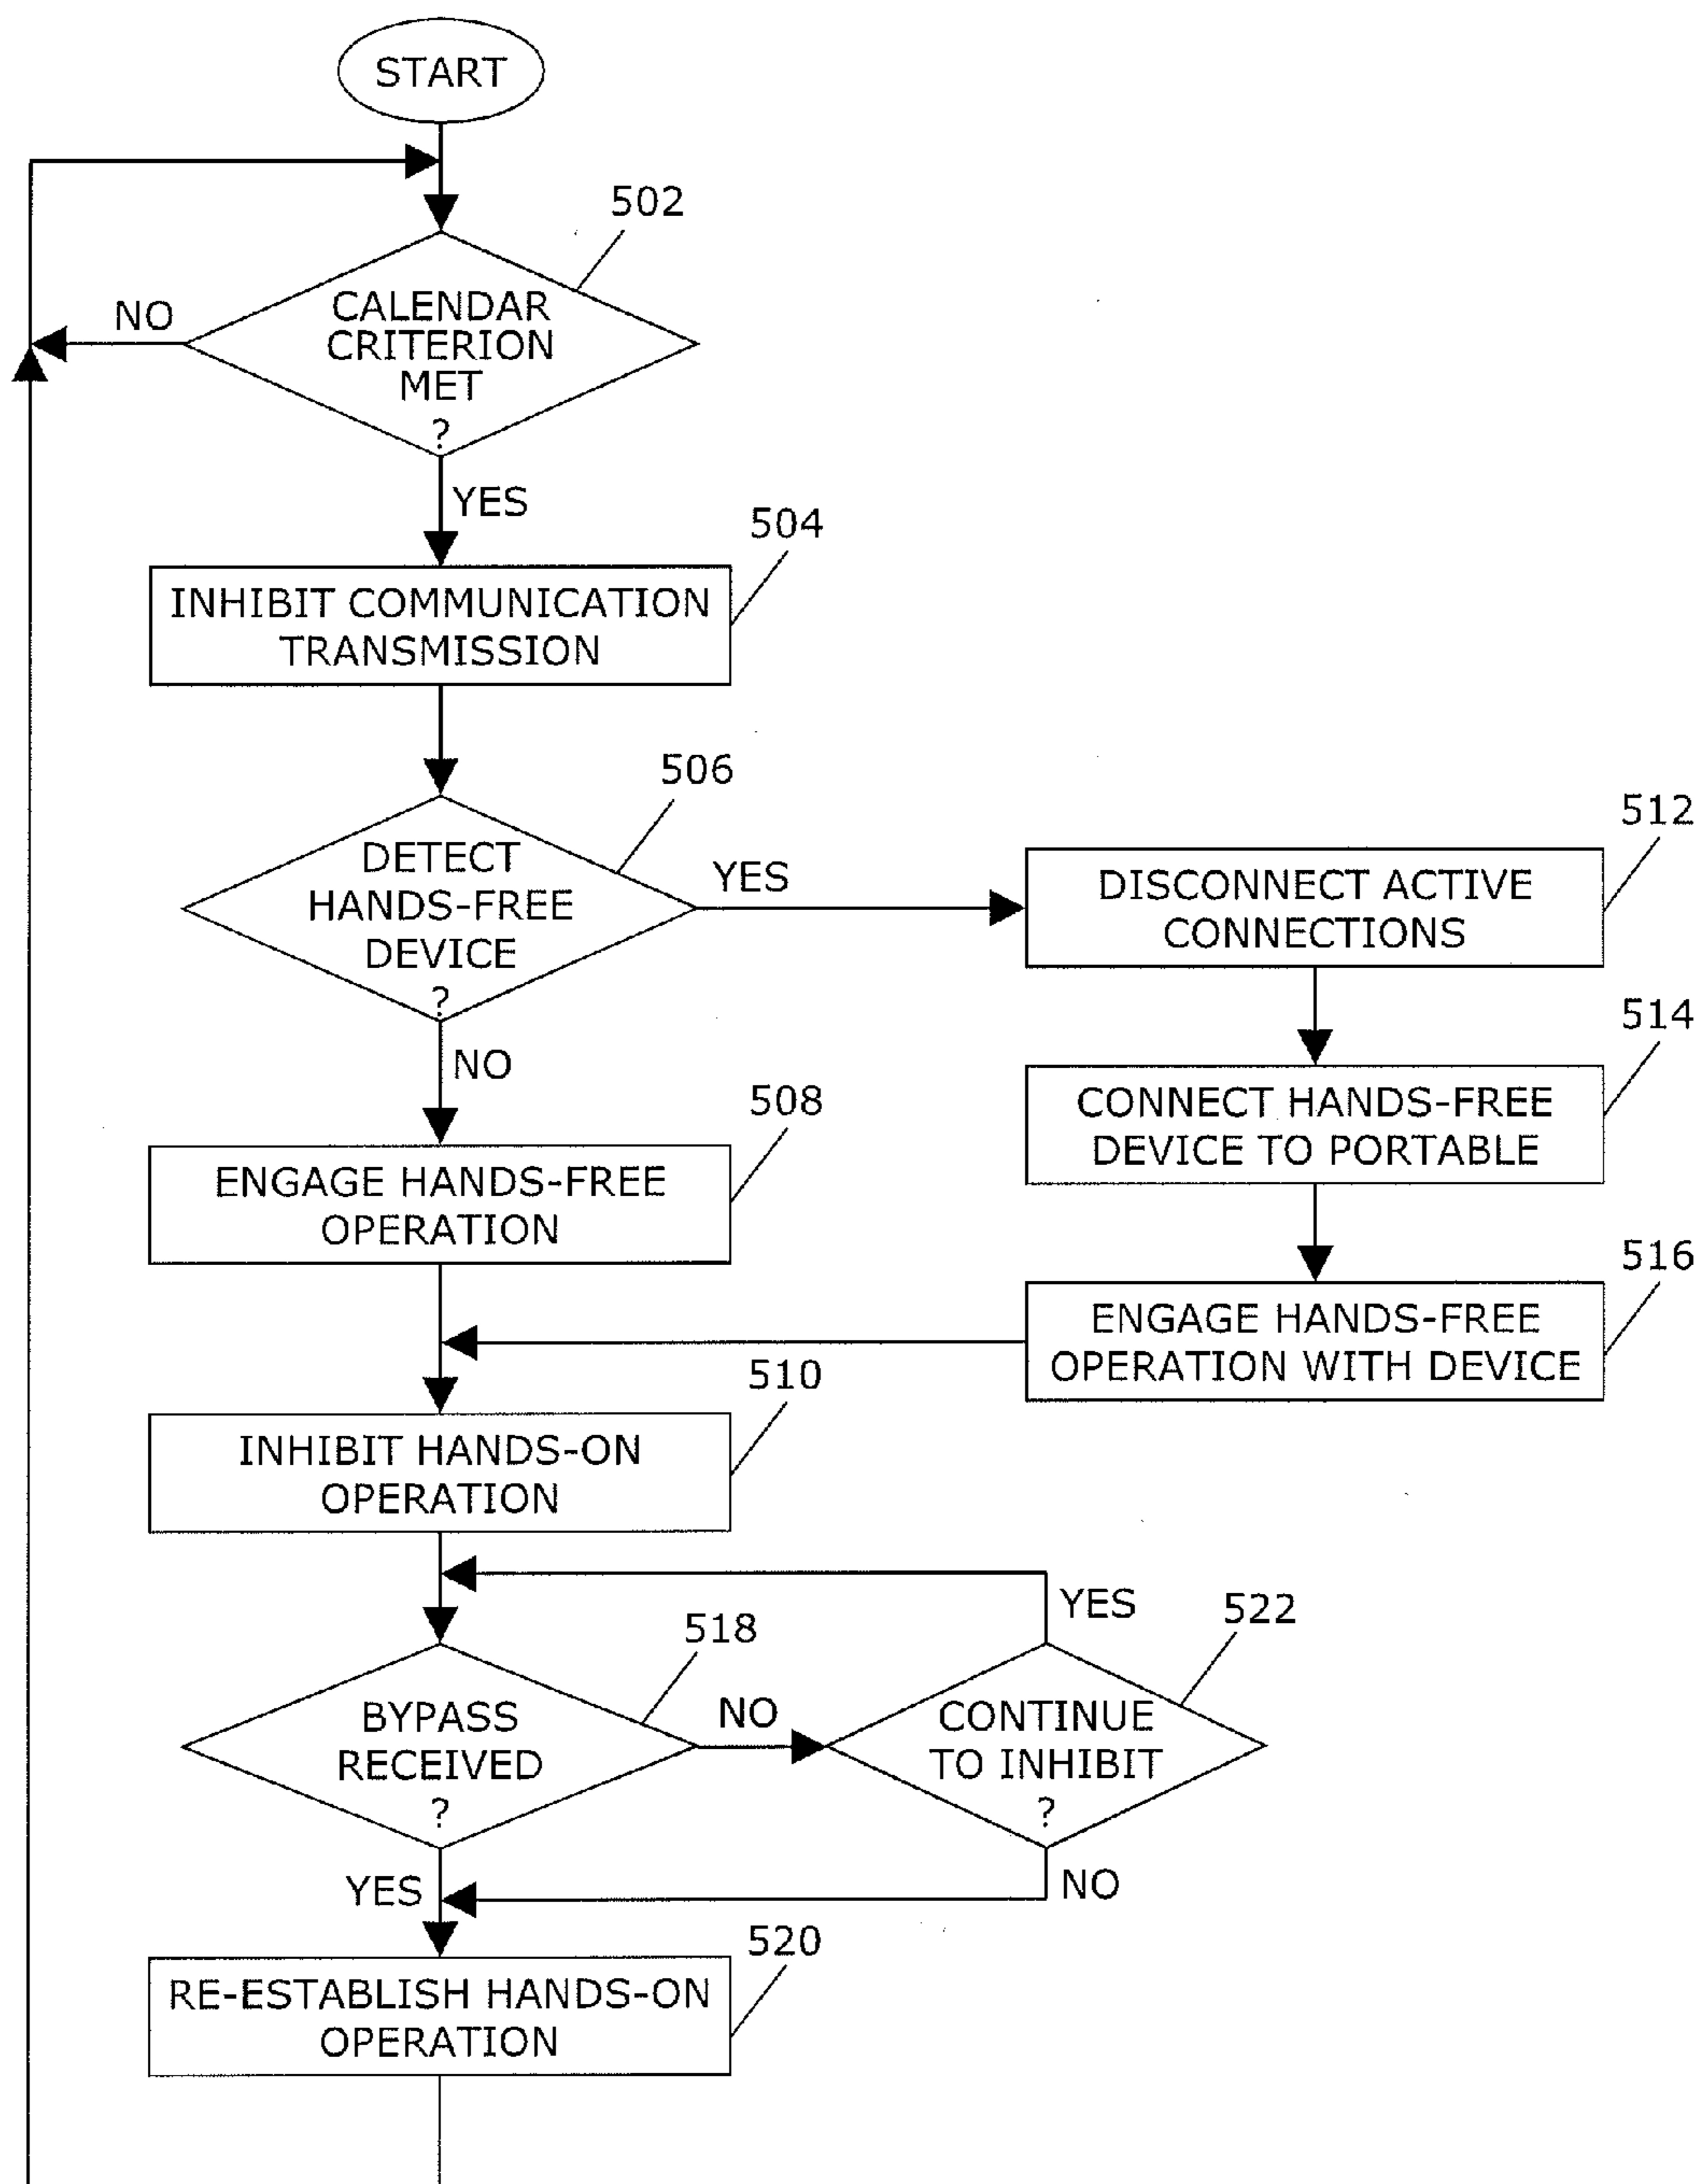 START
502
CALENDAR
CRITERION
MET
?
NO
YES
504
INHIBIT COMMUNICATION
TRANSMISSION
506
DETECT
HANDS-FREE
DEVICE
?
YES
NO
512
DISCONNECT ACTIVE
CONNECTIONS
514
CONNECT HANDS-FREE
DEVICE TO PORTABLE
508
ENGAGE HANDS-FREE
OPERATION
516
ENGAGE HANDS-FREE
OPERATION WITH DEVICE
510
INHIBIT HANDS-ON
OPERATION
518
BYPASS
RECEIVED
?
NO
YES
522
CONTINUE
TO INHIBIT
?
YES
NO
520
RE-ESTABLISH HANDS-ON
OPERATION